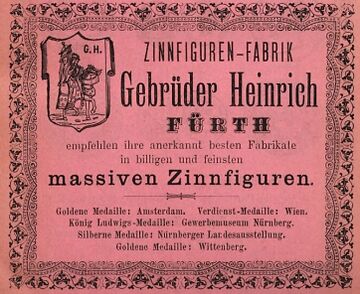 G. H.
ZINNFIGUREN-FABRIK
Gebrüder Heinrich
FÜRTH
empfehlen ihre anerkannt besten Fabrikate
in billigen und feinsten
massiven Zinnfiguren.
Goldene Medaille: Amsterdam. Verdienst-Medaille: Wien.
König Ludwigs-Medaille: Gewerbemuseum Nürnberg.
Silberne Medaille: Nürnberger Landesausstellung.
Goldene Medaille: Wittenberg.